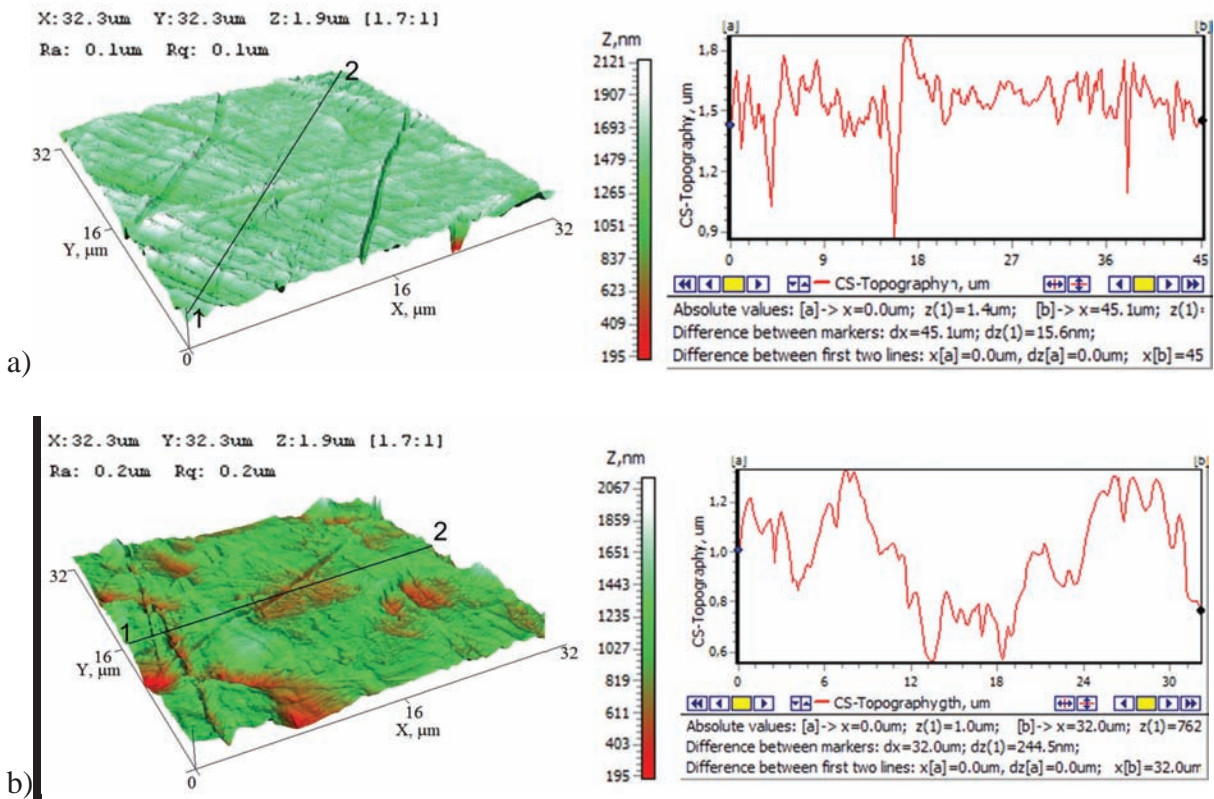 X:32.3um Y:32.3um Z:1.9um [1.7:1]
Ra: 0.1um Rq: 0.1um
2
32
16
Y, μm
1
0
16
X, μm
32
Z,nm
2121
1907
1693
1479
1265
1051
837
623
409
195
[a] [b]
CS-Topography, um
1,8
1,5
1,2
0,9
0 9 18 27 36 45
CS-Topographyח, um
Absolute values: [a]-> x=0.0um; z(1)=1.4um; [b]-> x=45.1um; z(1):
Difference between markers: dx=45.1um; dz(1)=15.6nm;
Difference between first two lines: x[a]=0.0um, dz[a]=0.0um; x[b]=45
a)
X:32.3um Y:32.3um Z:1.9um [1.7:1]
Ra: 0.2um Rq: 0.2um
2
32
1
16
Y, μm
0
16
X, μm
32
Z,nm
2067
1859
1651
1443
1235
1027
819
611
403
195
[a] [b]
CS-Topography, um
1,2
1,0
0,8
0,6
0 6 12 18 24 30
CS-Topographygth, um
Absolute values: [a]-> x=0.0um; z(1)=1.0um; [b]-> x=32.0um; z(1)=762
Difference between markers: dx=32.0um; dz(1)=244.5nm;
Difference between first two lines: x[a]=0.0um, dz[a]=0.0um; x[b]=32.0um
b)